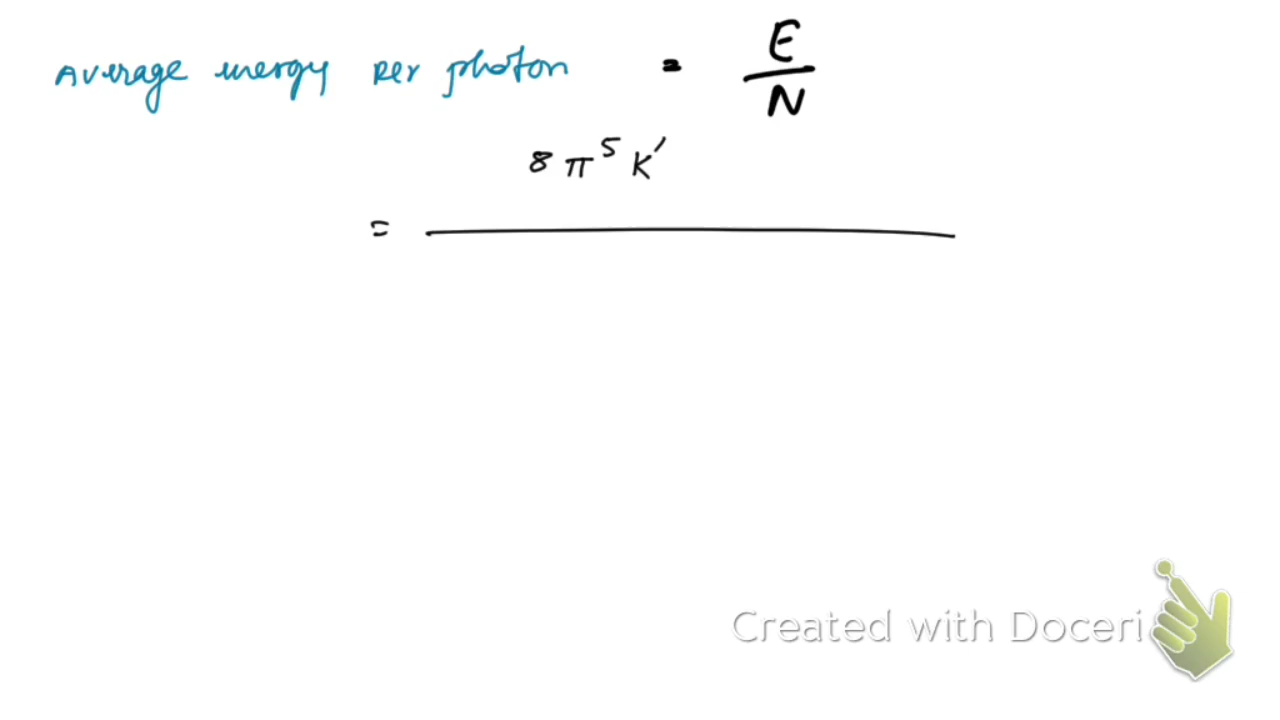 Average energy per photon = E/N
= 8 π⁵ K′
Created with Doceri